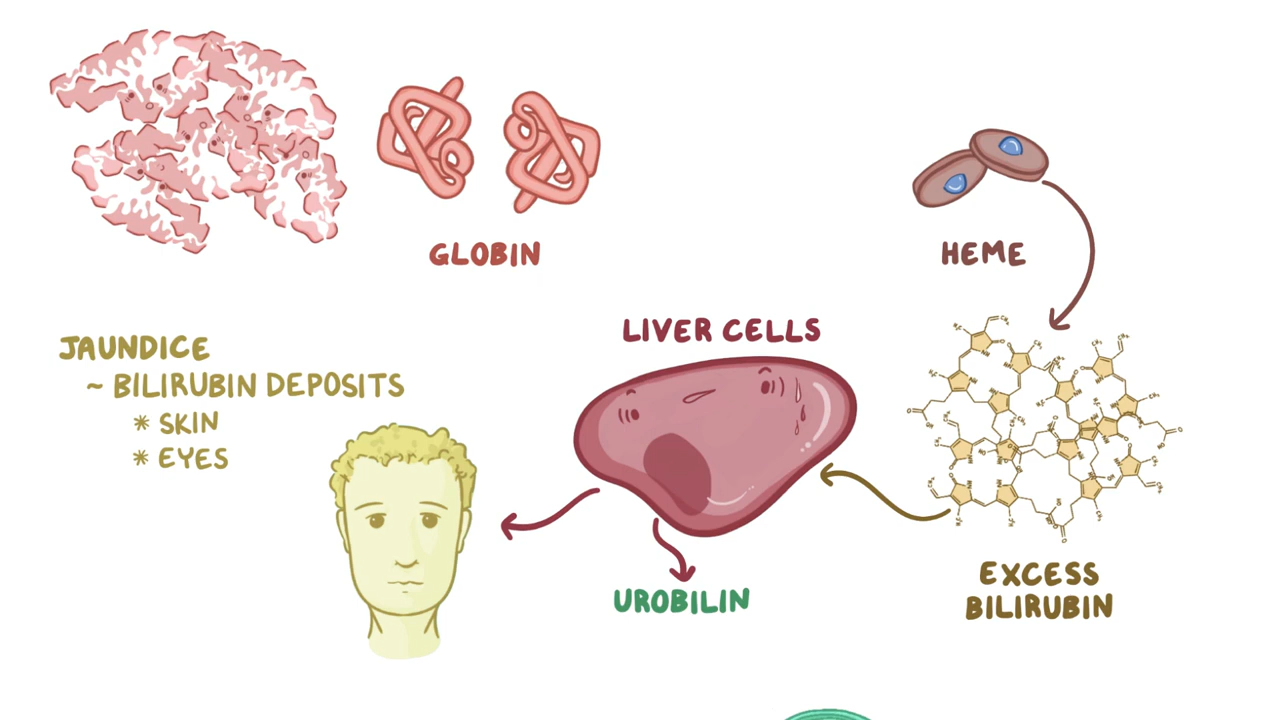 GLOBIN
HEME
LIVER CELLS
JAUNDICE
~ BILIRUBIN DEPOSITS
* SKIN
* EYES
EXCESS
BILIRUBIN
UROBILIN